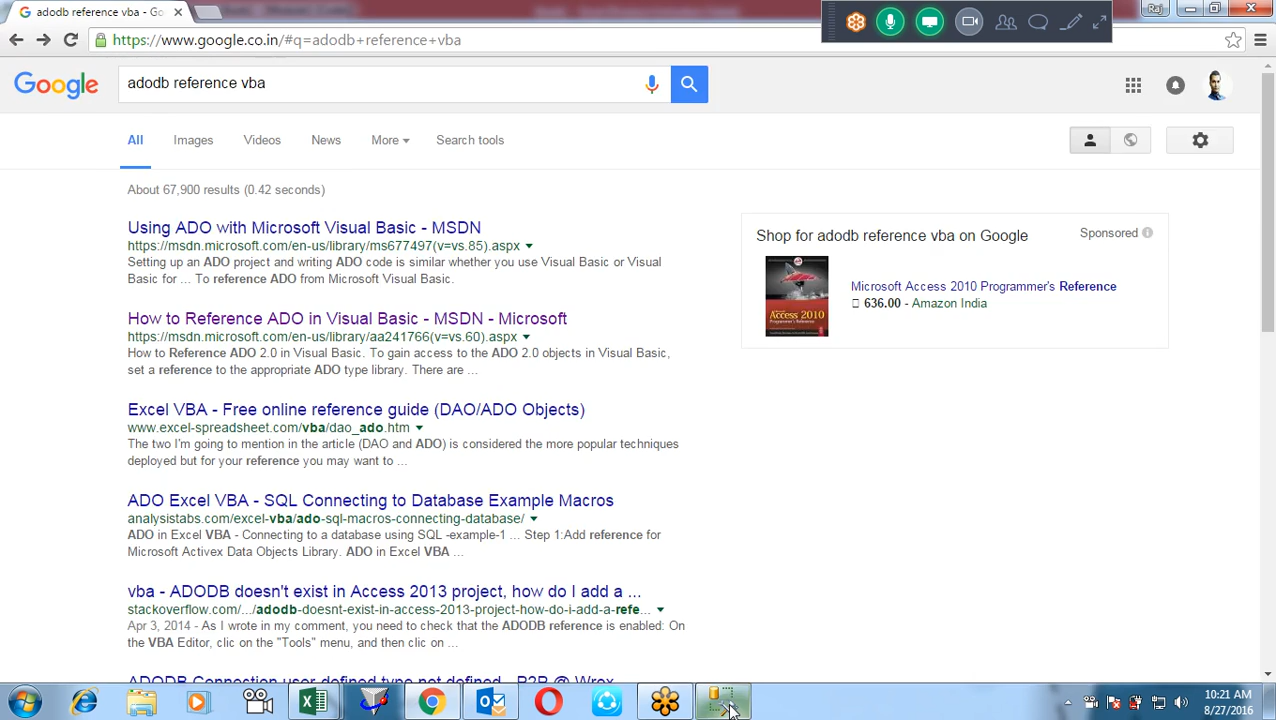 adodb reference vba - Go
Raj
https://www.google.co.in/#q=adodb+reference+vba
Google
adodb reference vba
All
Images
Videos
News
More
Search tools
About 67,900 results (0.42 seconds)
Using ADO with Microsoft Visual Basic - MSDN
https://msdn.microsoft.com/en-us/library/ms677497(v=vs.85).aspx
Setting up an ADO project and writing ADO code is similar whether you use Visual Basic or Visual
Basic for ... To reference ADO from Microsoft Visual Basic.
How to Reference ADO in Visual Basic - MSDN - Microsoft
https://msdn.microsoft.com/en-us/library/aa241766(v=vs.60).aspx
How to Reference ADO 2.0 in Visual Basic. To gain access to the ADO 2.0 objects in Visual Basic,
set a reference to the appropriate ADO type library. There are ...
Excel VBA - Free online reference guide (DAO/ADO Objects)
www.excel-spreadsheet.com/vba/dao_ado.htm
The two I'm going to mention in the article (DAO and ADO) is considered the more popular techniques
deployed but for your reference you may want to ...
ADO Excel VBA - SQL Connecting to Database Example Macros
analysistabs.com/excel-vba/ado-sql-macros-connecting-database/
ADO in Excel VBA - Connecting to a database using SQL -example-1 ... Step 1:Add reference for
Microsoft Activex Data Objects Library. ADO in Excel VBA ...
vba - ADODB doesn't exist in Access 2013 project, how do I add a ...
stackoverflow.com/.../adodb-doesnt-exist-in-access-2013-project-how-do-i-add-a-refe...
Apr 3, 2014 - As I wrote in my comment, you need to check that the ADODB reference is enabled: On
the VBA Editor, clic on the "Tools" menu, and then clic on ...
ADODB Connection user-defined type not defined - P2P @ Wrox
Shop for adodb reference vba on Google
Sponsored
Microsoft Access 2010 Programmer's Reference
636.00 - Amazon India
Access 2010
10:21 AM
8/27/2016